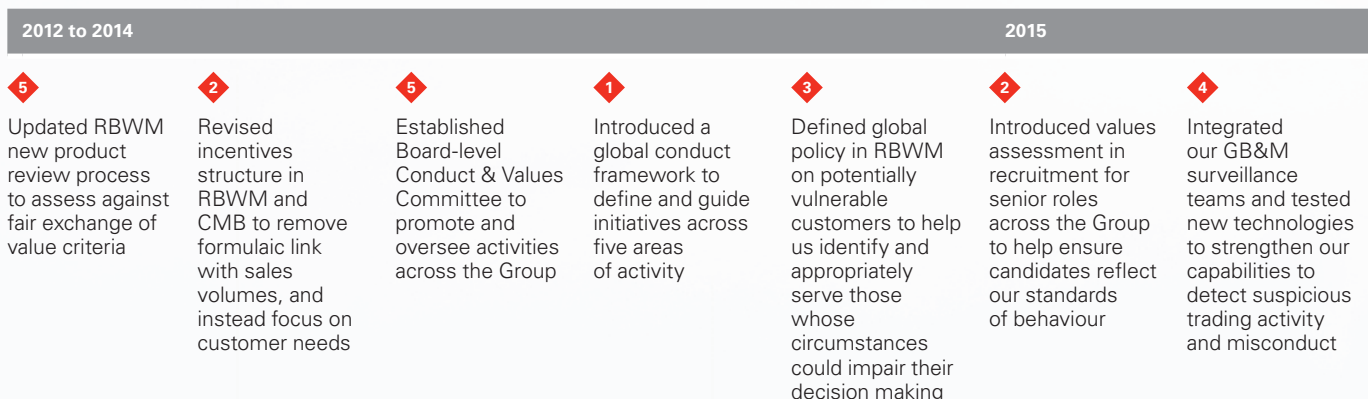 2012 to 2014
2015
5
Updated RBWM
new product
review process
to assess against
fair exchange of
value criteria
2
Revised
incentives
structure in
RBWM and
CMB to remove
formulaic link
with sales
volumes, and
instead focus on
customer needs
5
Established
Board-level
Conduct & Values
Committee to
promote and
oversee activities
across the Group
1
Introduced a
global conduct
framework to
define and guide
initiatives across
five areas
of activity
3
Defined global
policy in RBWM
on potentially
vulnerable
customers to help
us identify and
appropriately
serve those
whose
circumstances
could impair their
decision making
2
Introduced values
assessment in
recruitment for
senior roles
across the Group
to help ensure
candidates reflect
our standards
of behaviour
4
Integrated
our GB&M
surveillance
teams and tested
new technologies
to strengthen our
capabilities to
detect suspicious
trading activity
and misconduct